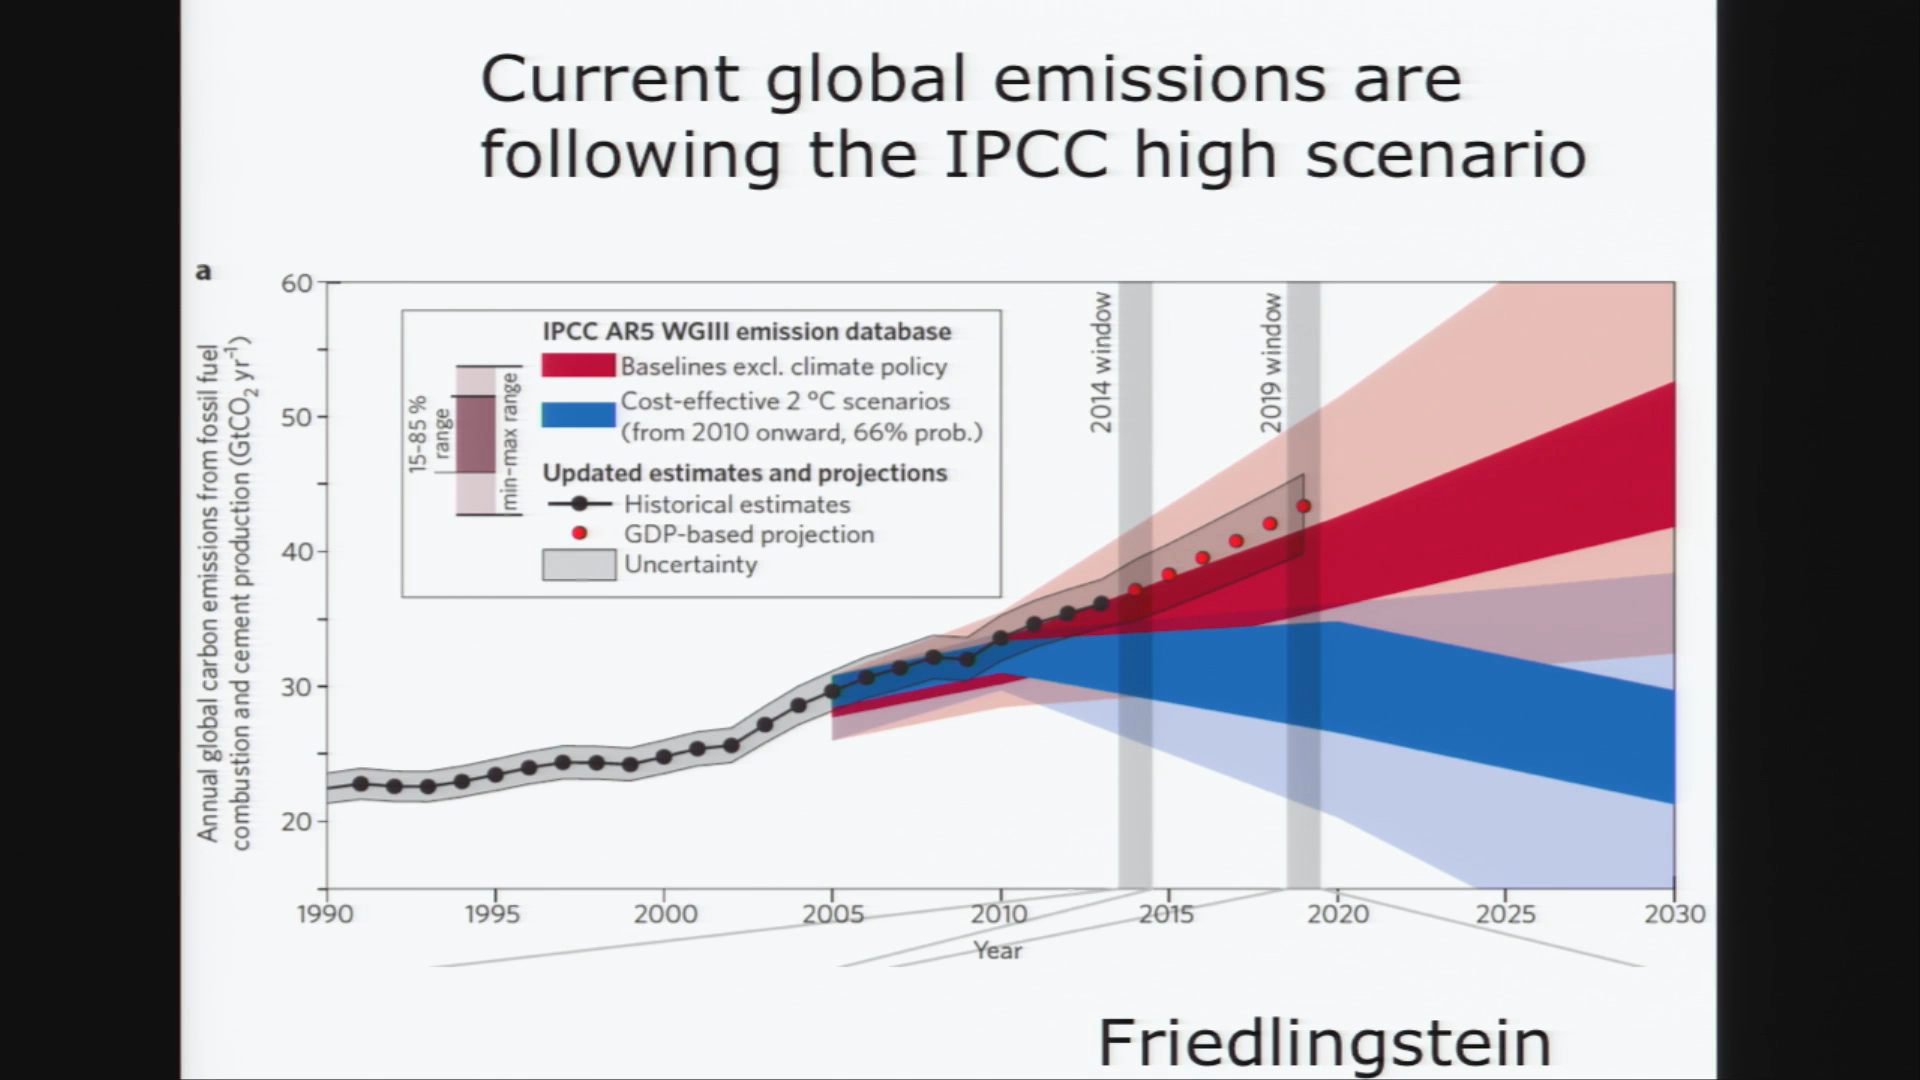 Current global emissions are
following the IPCC high scenario
a
Annual global carbon emissions from fossil fuel
combustion and cement production (GtCO2 yr-1)
60
50
40
30
20
15–85 %
range
min–max range
IPCC AR5 WGIII emission database
Baselines excl. climate policy
Cost-effective 2 °C scenarios
(from 2010 onward, 66% prob.)
Updated estimates and projections
Historical estimates
GDP-based projection
Uncertainty
2014 window
2019 window
1990 1995 2000 2005 2010 2015 2020 2025 2030
Year
Friedlingstein